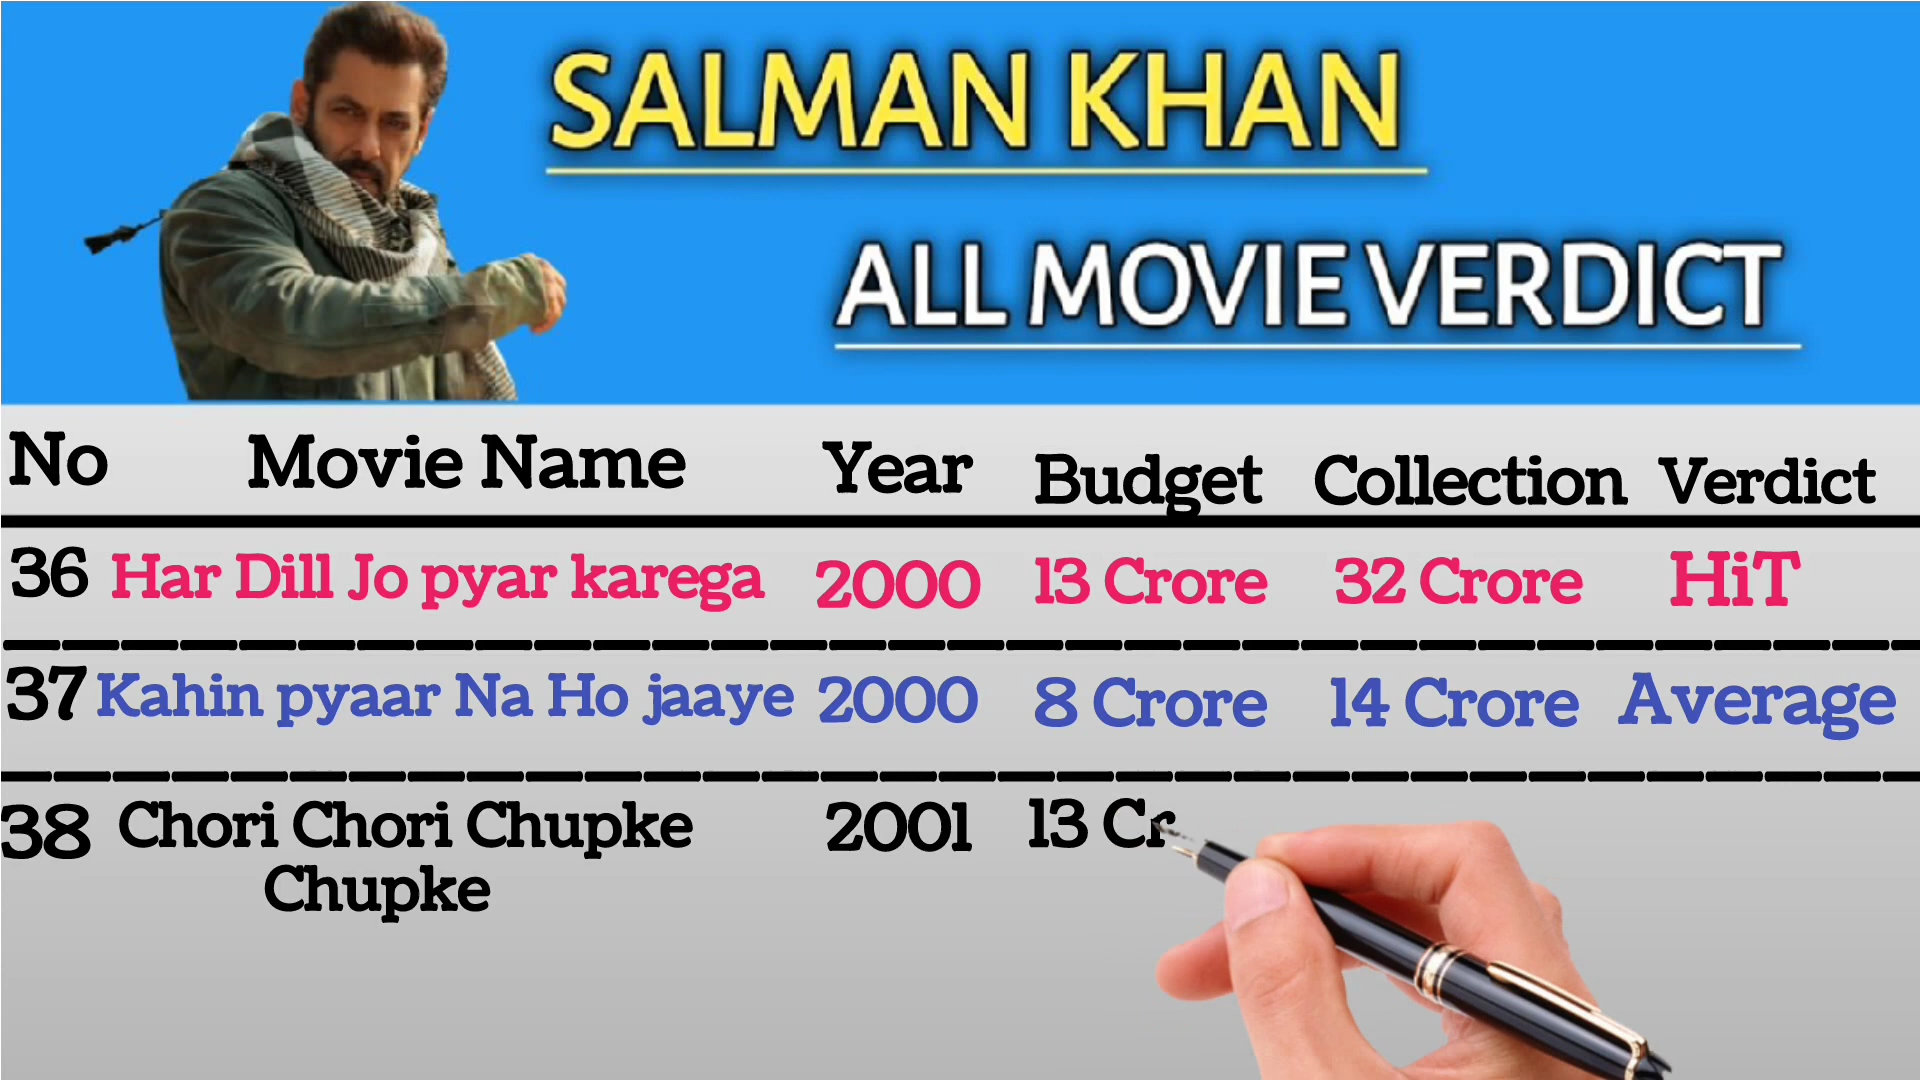 SALMAN KHAN
ALL MOVIE VERDICT
No Movie Name Year Budget Collection Verdict
36 Har Dill Jo pyar karega 2000 13 Crore 32 Crore HiT
37 Kahin pyaar Na Ho jaaye 2000 8 Crore 14 Crore Average
38 Chori Chori Chupke 2001 13 Cr
Chupke